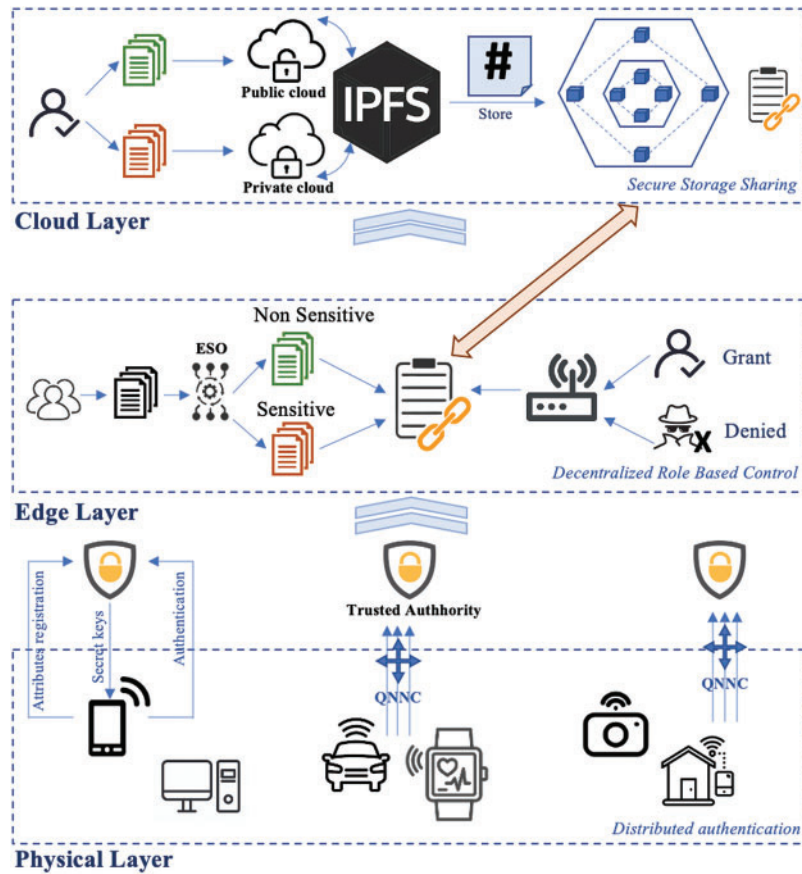 Public cloud
IPFS
#
Store
Private cloud
Secure Storage Sharing
Cloud Layer
Non Sensitive
ESO
Grant
Sensitive
Denied
Decentralized Role Based Control
Edge Layer
Attributes registration
Secret keys
Authentication
Trusted Authhority
QNNC
QNNC
Distributed authentication
Physical Layer